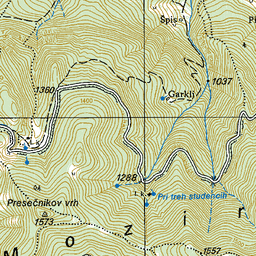 Špis
1037
Garklj
1360
1400
1288
l. k.
Pri treh studencih
Presečnikov vrh
1573
M o z i r
1557